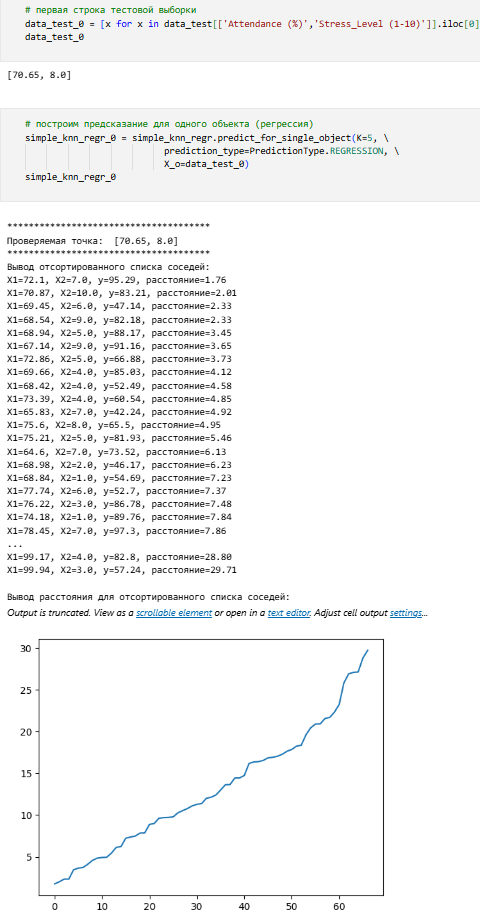 # первая строка тестовой выборки
data_test_0 = [x for x in data_test[['Attendance (%)','Stress_Level (1-10)']].iloc[0]
data_test_0
[70.65, 8.0]
# построим предсказание для одного объекта (регрессия)
simple_knn_regr_0 = simple_knn_regr.predict_for_single_object(K=5, \
prediction_type=PredictionType.REGRESSION, \
X_o=data_test_0)
simple_knn_regr_0
**************************************
Проверяемая точка:  [70.65, 8.0]
**************************************
Вывод отсортированного списка соседей:
X1=72.1, X2=7.0, y=95.29, расстояние=1.76
X1=70.87, X2=10.0, y=83.21, расстояние=2.01
X1=69.45, X2=6.0, y=47.14, расстояние=2.33
X1=68.54, X2=9.0, y=82.18, расстояние=2.33
X1=68.94, X2=5.0, y=88.17, расстояние=3.45
X1=67.14, X2=9.0, y=91.16, расстояние=3.65
X1=72.86, X2=5.0, y=66.88, расстояние=3.73
X1=69.66, X2=4.0, y=85.03, расстояние=4.12
X1=68.42, X2=4.0, y=52.49, расстояние=4.58
X1=73.39, X2=4.0, y=60.54, расстояние=4.85
X1=65.83, X2=7.0, y=42.24, расстояние=4.92
X1=75.6, X2=8.0, y=65.5, расстояние=4.95
X1=75.21, X2=5.0, y=81.93, расстояние=5.46
X1=64.6, X2=7.0, y=73.52, расстояние=6.13
X1=68.98, X2=2.0, y=46.17, расстояние=6.23
X1=68.84, X2=1.0, y=54.69, расстояние=7.23
X1=77.74, X2=6.0, y=52.7, расстояние=7.37
X1=76.22, X2=3.0, y=86.78, расстояние=7.48
X1=74.18, X2=1.0, y=89.76, расстояние=7.84
X1=78.45, X2=7.0, y=97.3, расстояние=7.86
...
X1=99.17, X2=4.0, y=82.8, расстояние=28.80
X1=99.94, X2=3.0, y=57.24, расстояние=29.71
Вывод расстояния для отсортированного списка соседей:
Output is truncated. View as a scrollable element or open in a text editor. Adjust cell output settings...
30
25
20
15
10
5
0 10 20 30 40 50 60